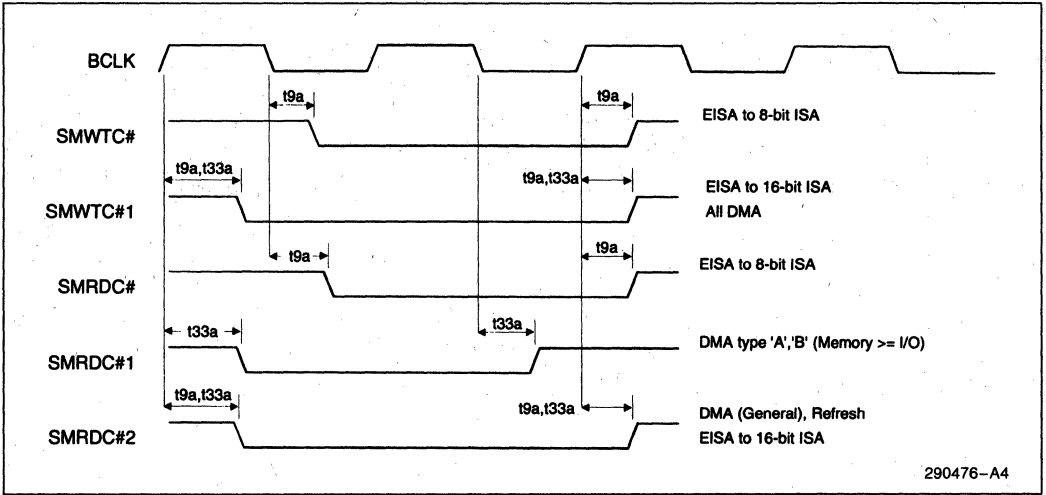 BCLK
t9a t9a
SMWTC# EISA to 8-bit ISA
t9a,t33a t9a,t33a
SMWTC#1 EISA to 16-bit ISA
All DMA
t9a t9a
SMRDC# EISA to 8-bit ISA
t33a t33a
SMRDC#1 DMA type 'A','B' (Memory >= I/O)
t9a,t33a t9a,t33a
SMRDC#2 DMA (General), Refresh
EISA to 16-bit ISA
290476-A4